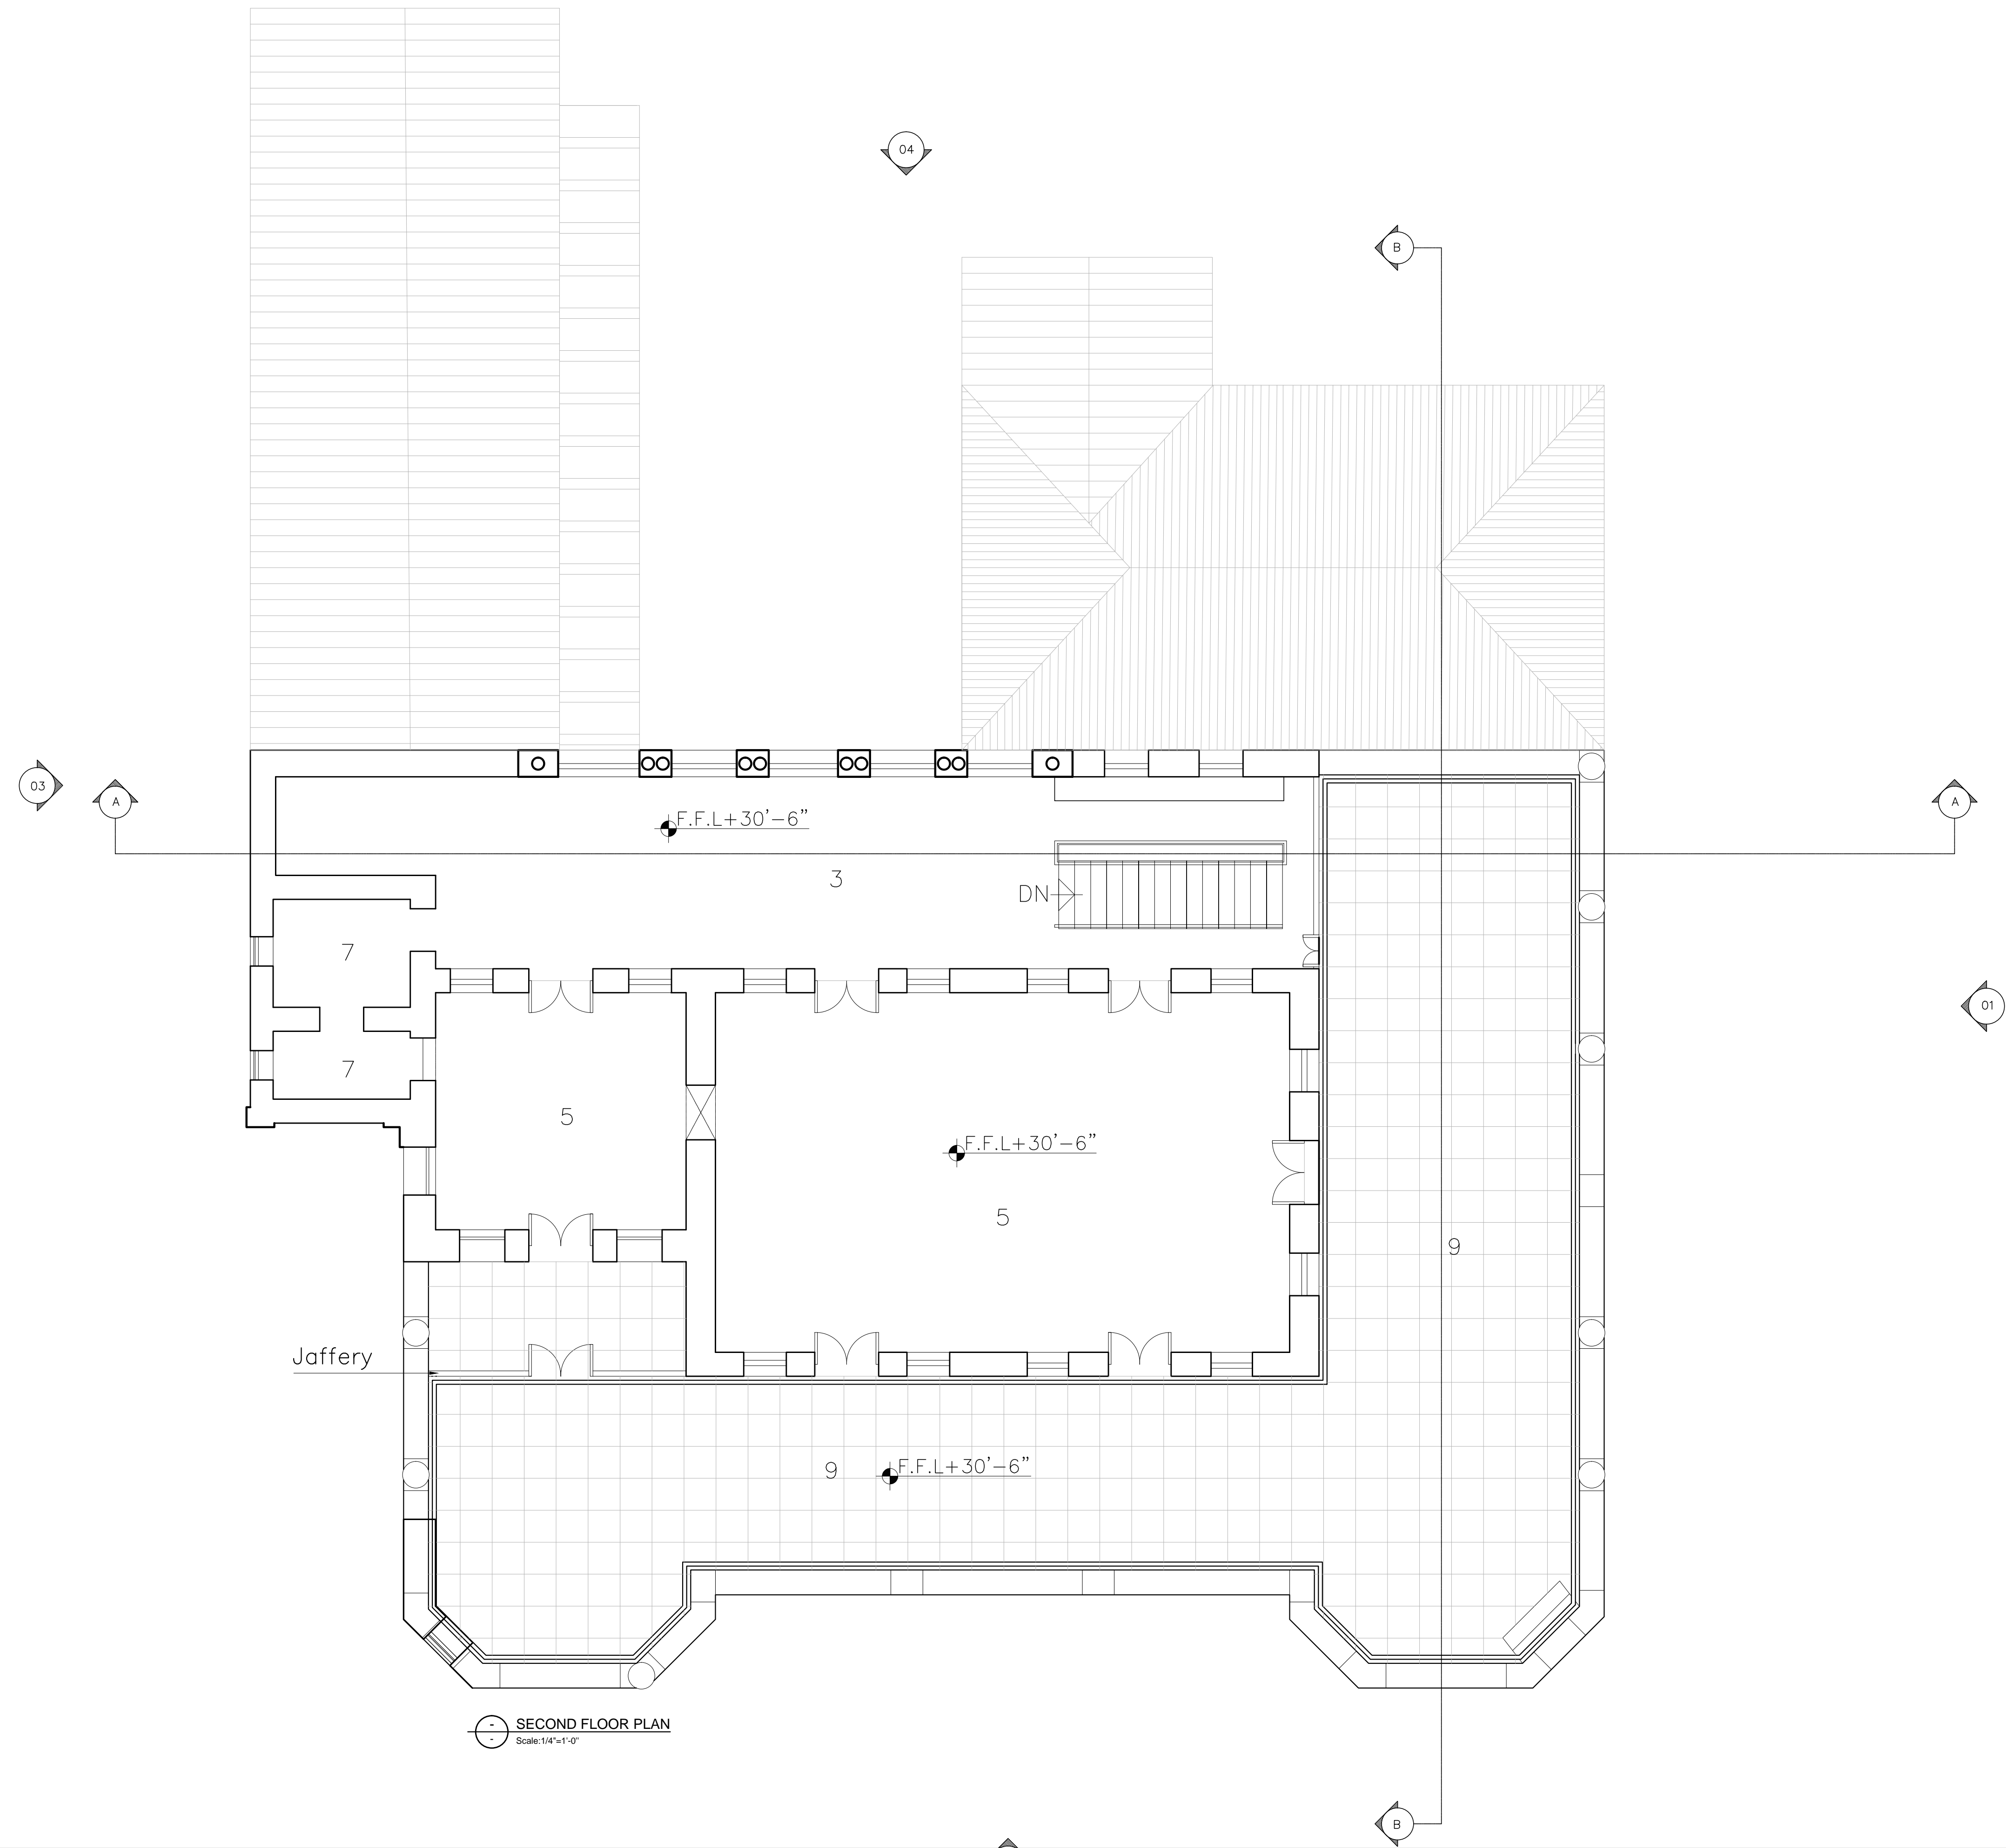 04
B
03
A
F.F.L+30'-6"
A
3
DN
7
01
7
5
F.F.L+30'-6"
5
9
Jaffery
9
F.F.L+30'-6"
-
SECOND FLOOR PLAN
-
Scale:1/4"=1'-0"
B